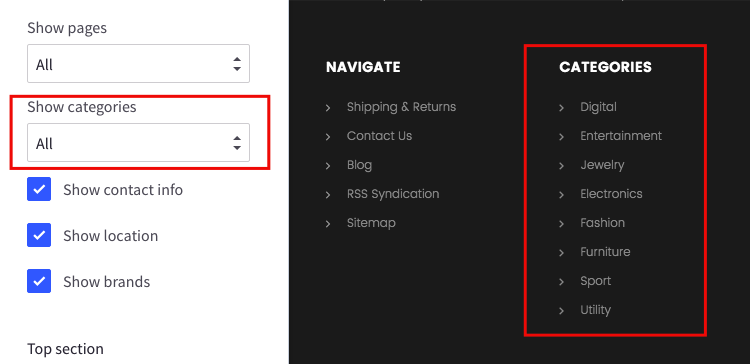 Show pages
All
Show categories
All
Show contact info
Show location
Show brands
Top section
NAVIGATE
Shipping & Returns
Contact Us
Blog
RSS Syndication
Sitemap
CATEGORIES
Digital
Entertainment
Jewelry
Electronics
Fashion
Furniture
Sport
Utility